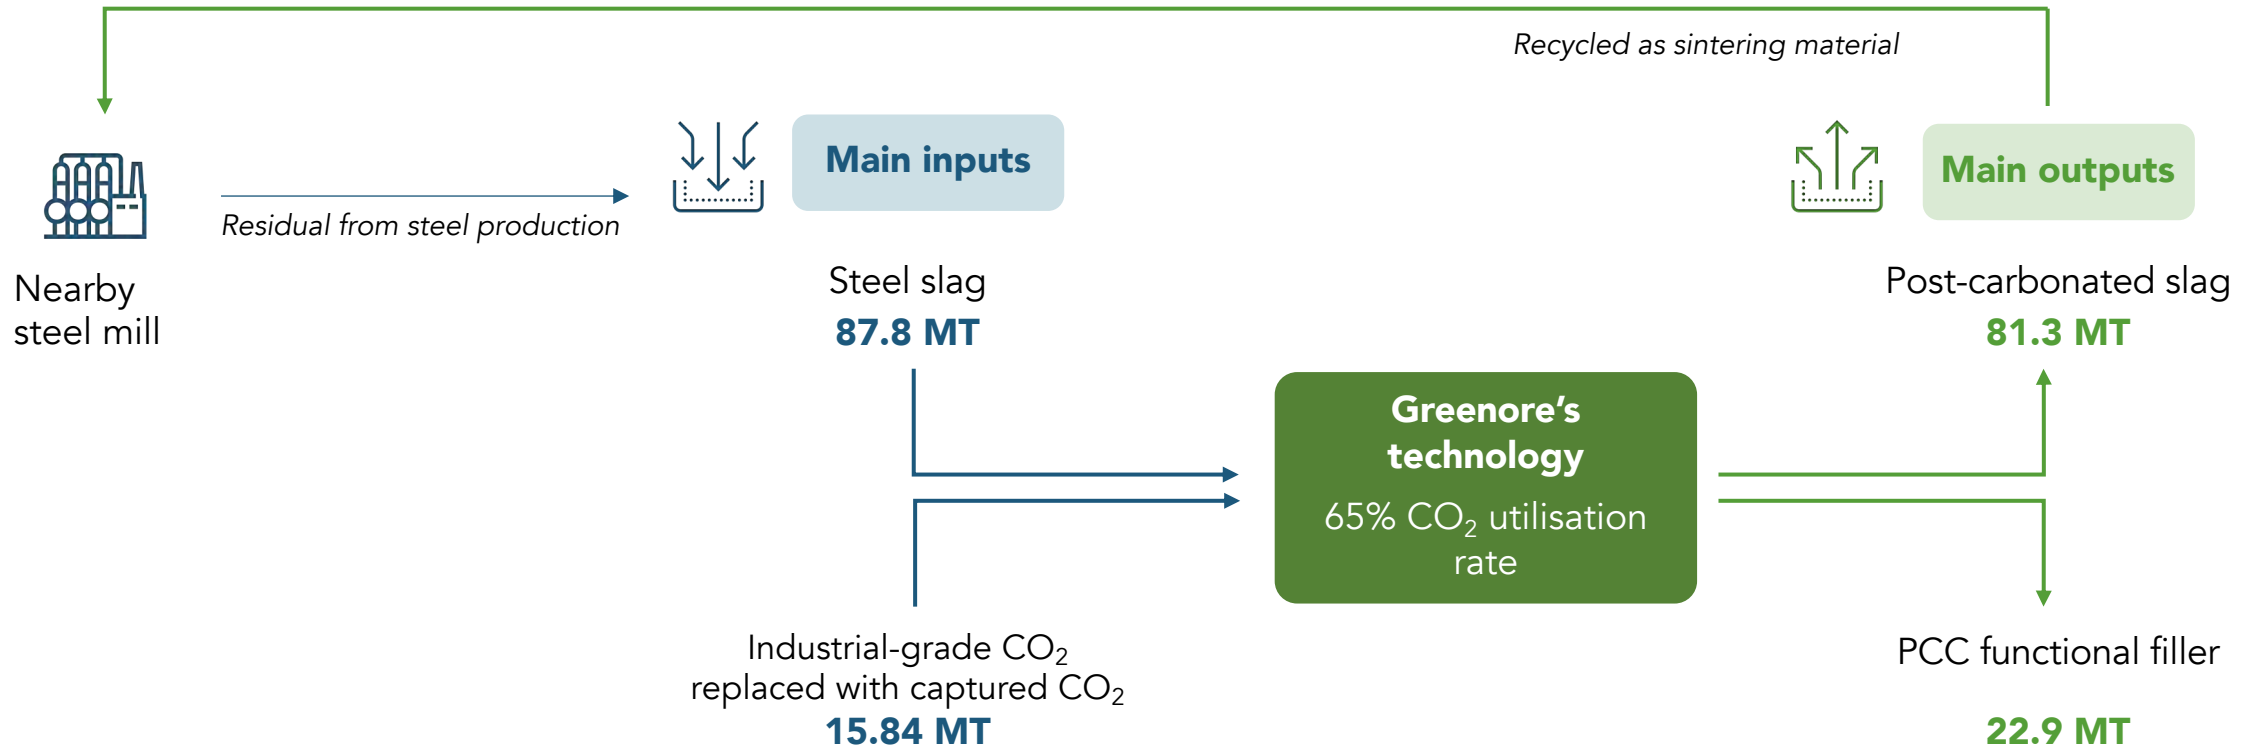 Recycled as sintering material
Main inputs
Main outputs
Residual from steel production
Nearby
steel mill
Steel slag
87.8 MT
Post-carbonated slag
81.3 MT
Greenore’s
technology
65% CO₂ utilisation
rate
Industrial-grade CO₂
replaced with captured CO₂
15.84 MT
PCC functional filler
22.9 MT